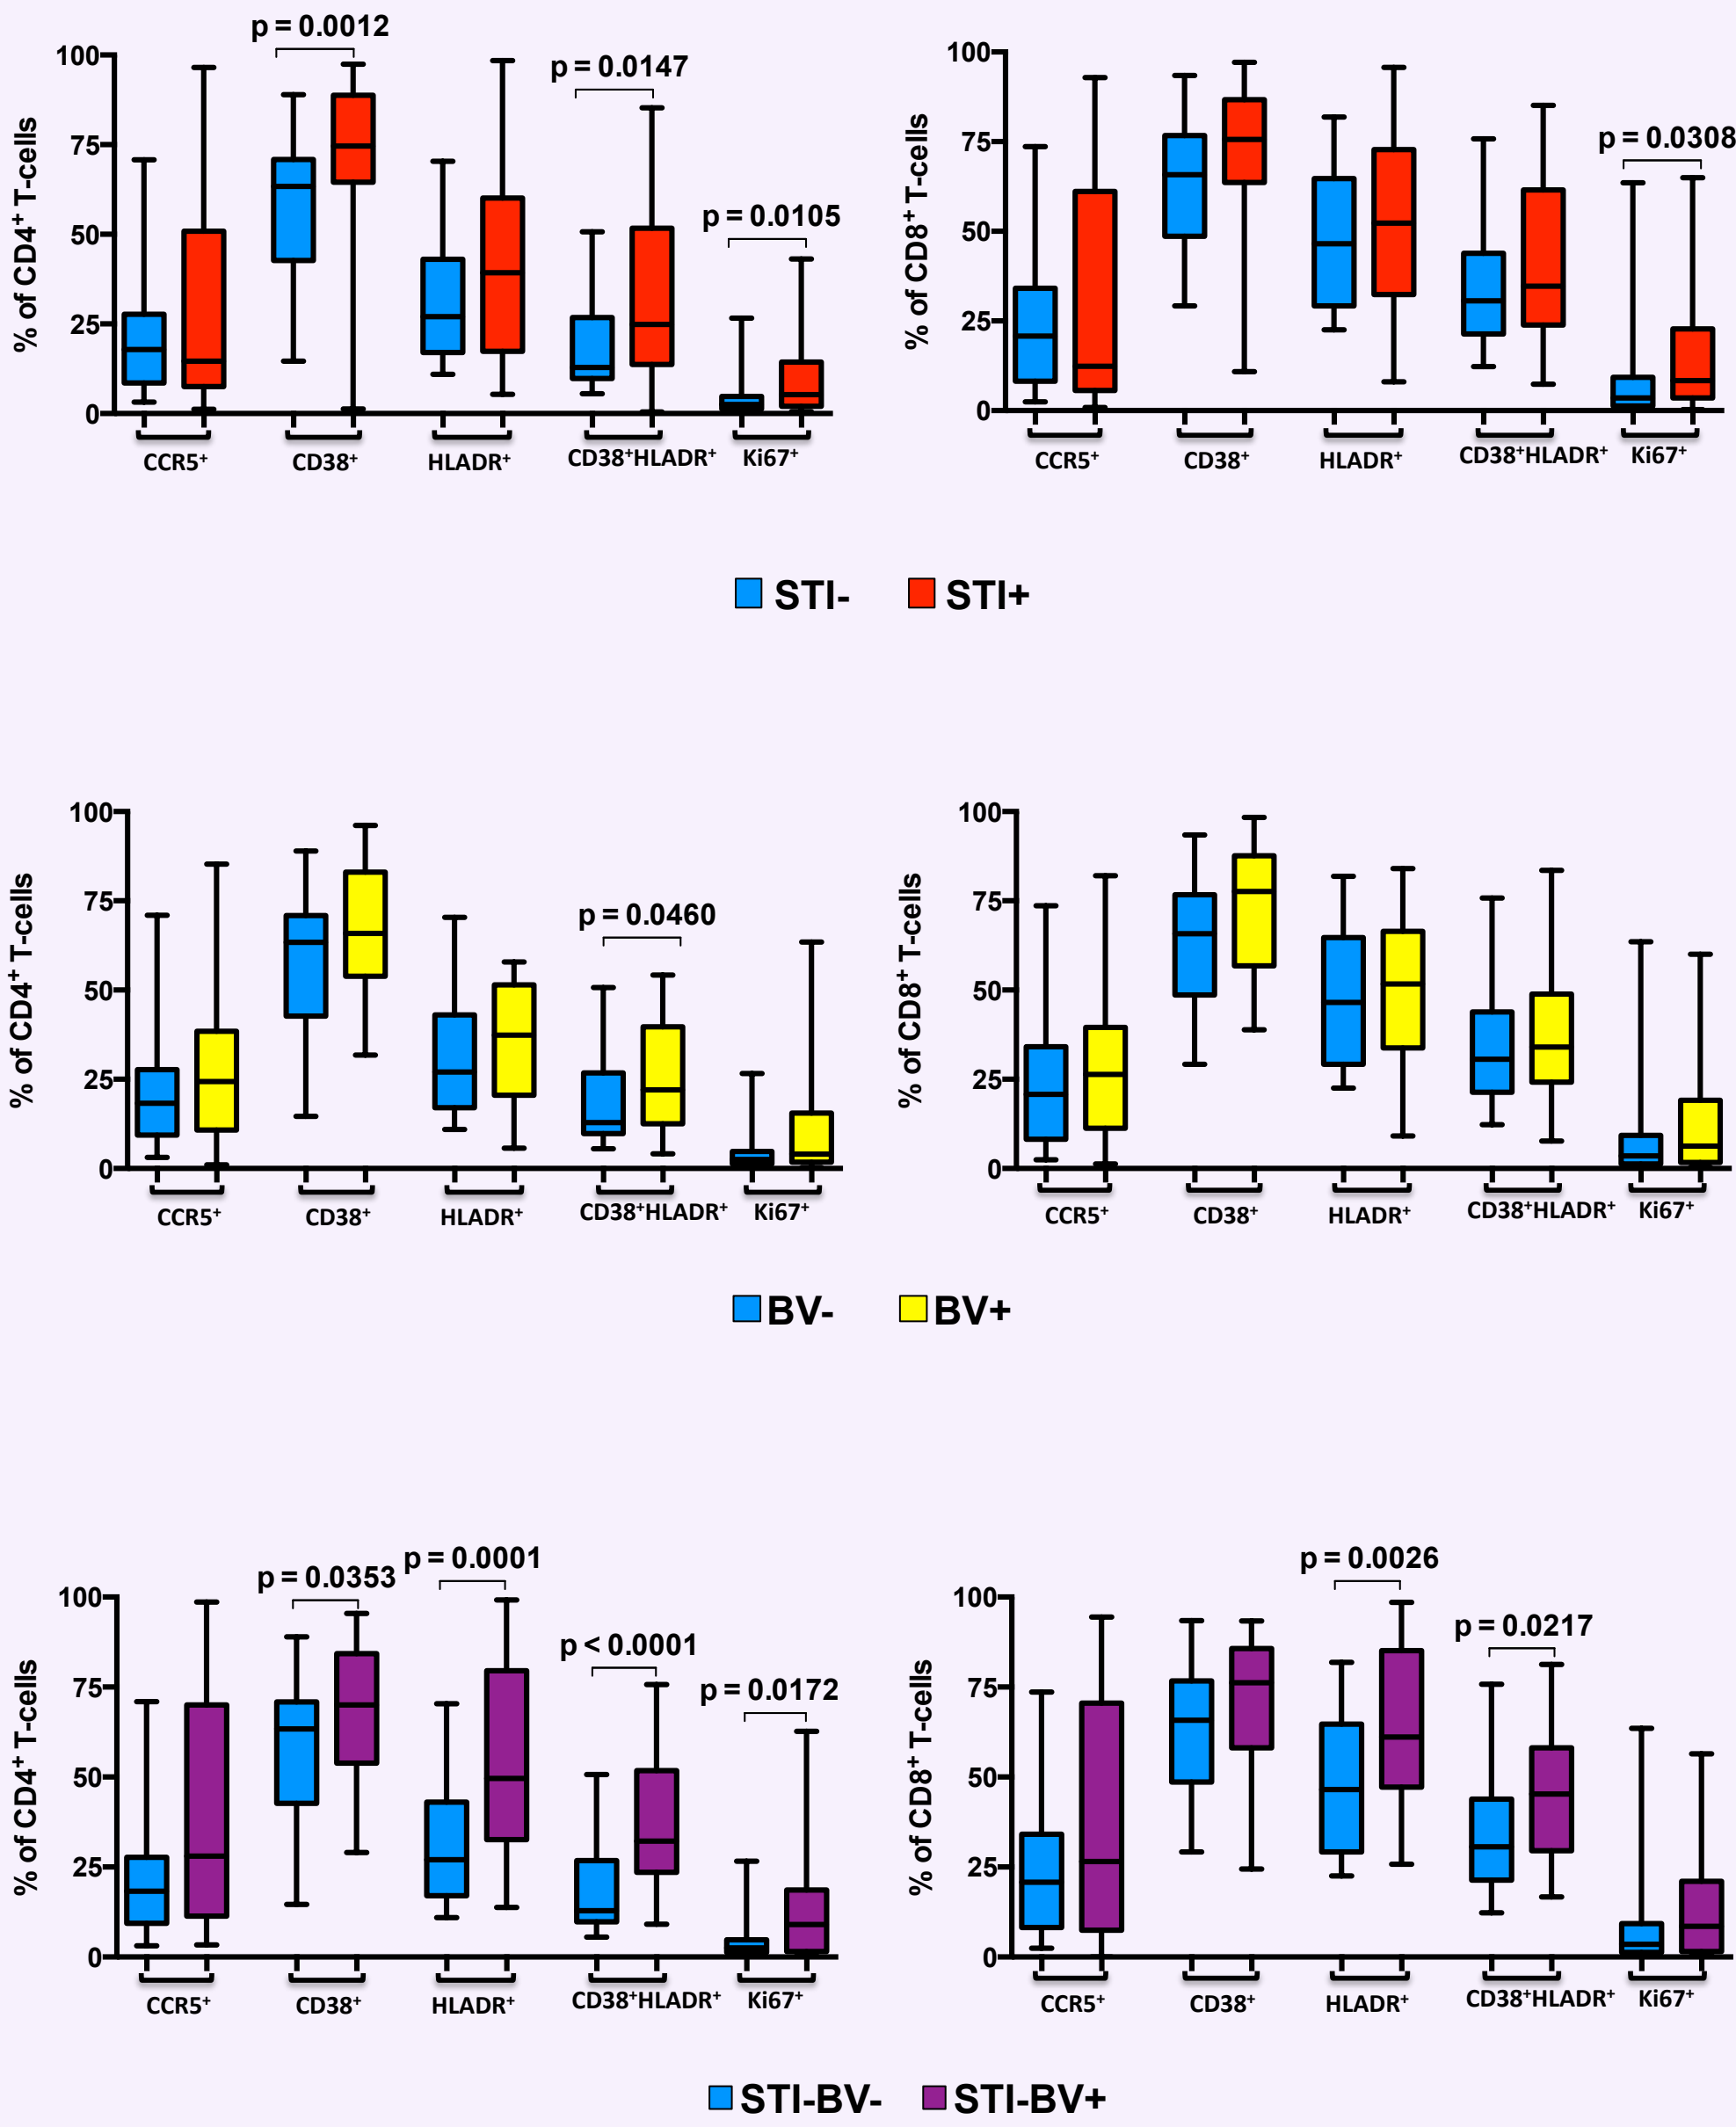 p = 0.0012
p = 0.0147
p = 0.0105
% of CD4⁺ T-cells
100
75
50
25
0
CCR5⁺ CD38⁺ HLADR⁺ CD38⁺HLADR⁺ Ki67⁺
p = 0.0308
% of CD8⁺ T-cells
100
75
50
25
0
CCR5⁺ CD38⁺ HLADR⁺ CD38⁺HLADR⁺ Ki67⁺
STI- STI+
p = 0.0460
% of CD4⁺ T-cells
100
75
50
25
0
CCR5⁺ CD38⁺ HLADR⁺ CD38⁺HLADR⁺ Ki67⁺
% of CD8⁺ T-cells
100
75
50
25
0
CCR5⁺ CD38⁺ HLADR⁺ CD38⁺HLADR⁺ Ki67⁺
BV- BV+
p = 0.0353
p = 0.0001
p < 0.0001
p = 0.0172
% of CD4⁺ T-cells
100
75
50
25
0
CCR5⁺ CD38⁺ HLADR⁺ CD38⁺HLADR⁺ Ki67⁺
p = 0.0026
p = 0.0217
% of CD8⁺ T-cells
100
75
50
25
0
CCR5⁺ CD38⁺ HLADR⁺ CD38⁺HLADR⁺ Ki67⁺
STI-BV- STI-BV+